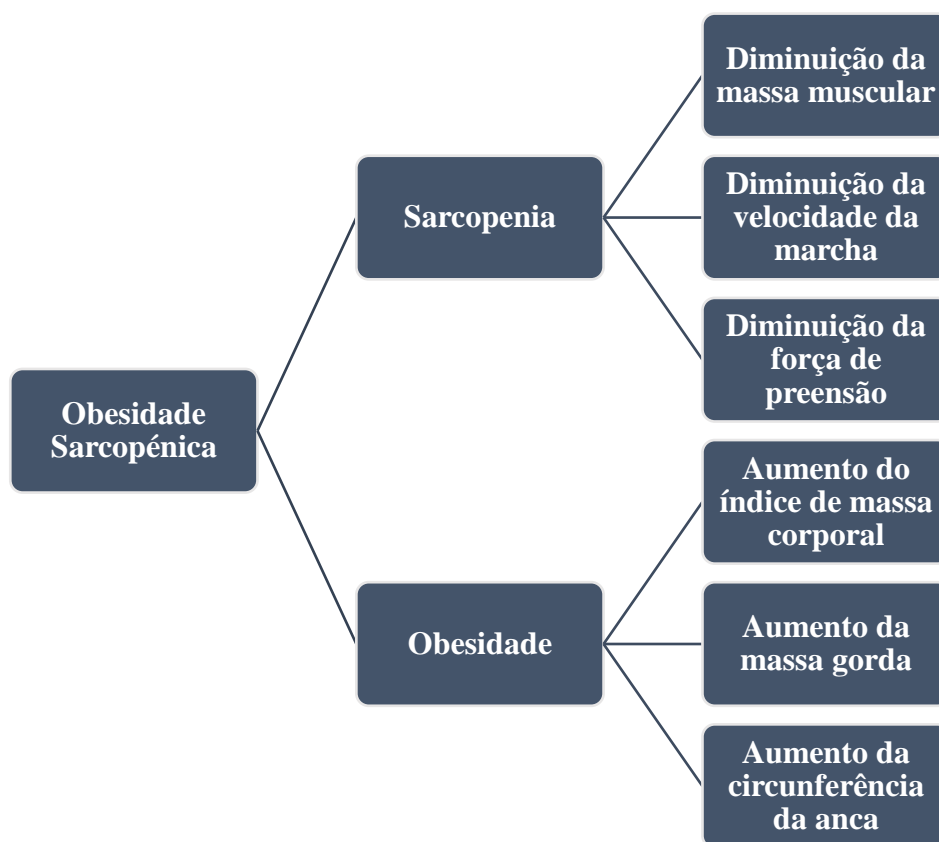 Obesidade
Sarcopénica
Sarcopenia
Diminuição da
massa muscular
Diminuição da
velocidade da
marcha
Diminuição da
força de
preensão
Obesidade
Aumento do
índice de massa
corporal
Aumento da
massa gorda
Aumento da
circunferência
da anca